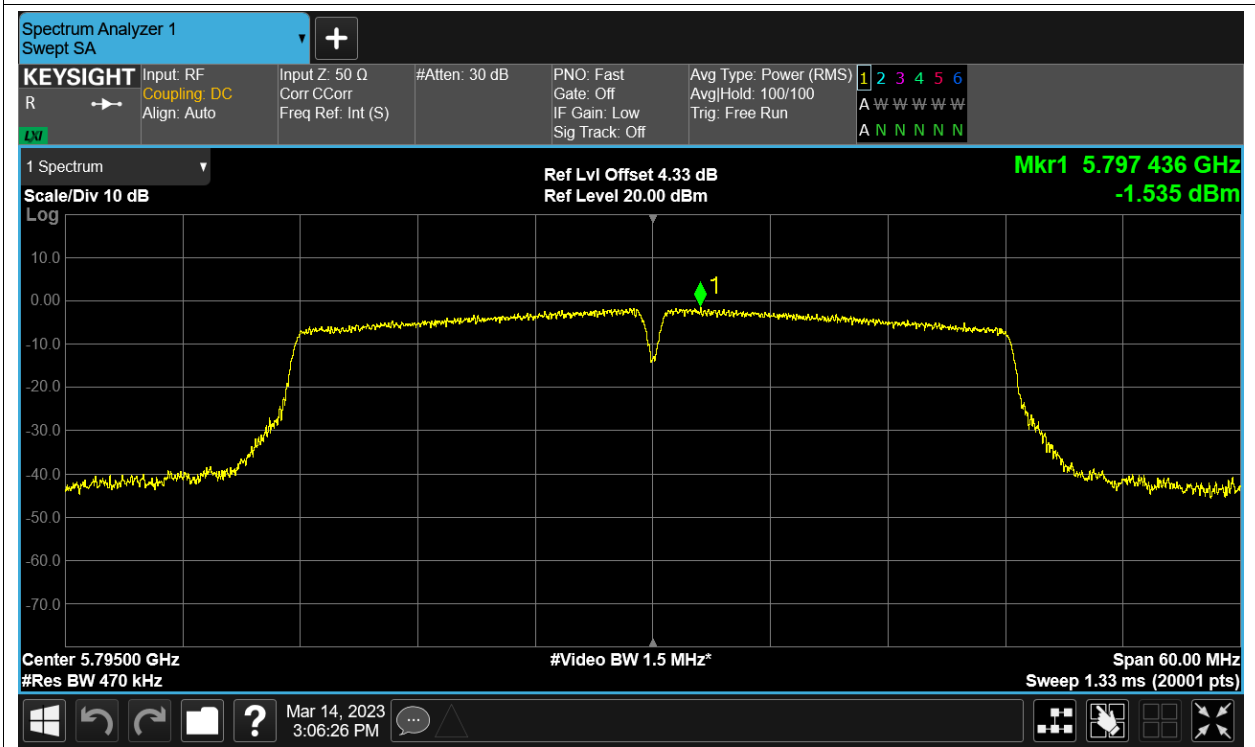 Spectrum Analyzer 1
Swept SA
KEYSIGHT
R
LXI
Input: RF
Coupling: DC
Align: Auto
Input Z: 50 Ω
Corr CCorr
Freq Ref: Int (S)
#Atten: 30 dB
PNO: Fast
Gate: Off
IF Gain: Low
Sig Track: Off
Avg Type: Power (RMS)
Avg|Hold: 100/100
Trig: Free Run
1 2 3 4 5 6
A W W W W W
A N N N N N
1 Spectrum
Scale/Div 10 dB
Log
Ref Lvl Offset 4.33 dB
Ref Level 20.00 dBm
Mkr1 5.797 436 GHz
-1.535 dBm
10.0
0.00
-10.0
-20.0
-30.0
-40.0
-50.0
-60.0
-70.0
1
Center 5.79500 GHz
#Res BW 470 kHz
#Video BW 1.5 MHz*
Span 60.00 MHz
Sweep 1.33 ms (20001 pts)
?
Mar 14, 2023
3:06:26 PM